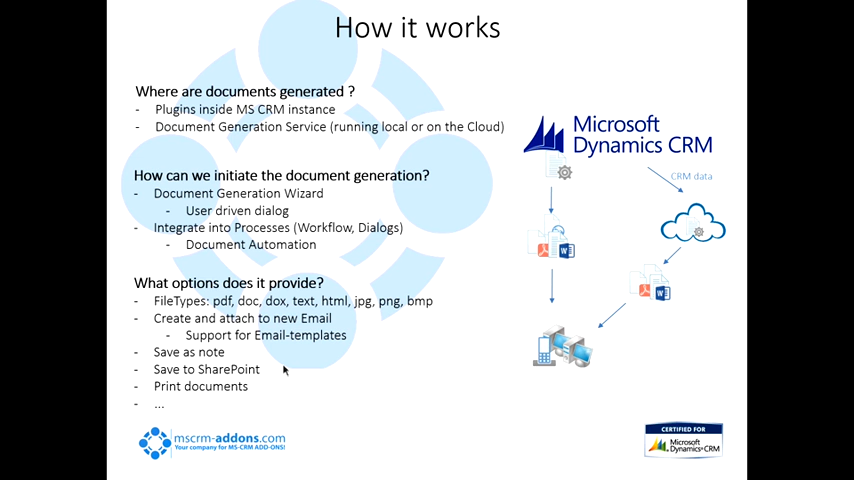 How it works
Where are documents generated ?
- Plugins inside MS CRM instance
- Document Generation Service (running local or on the Cloud)
How can we initiate the document generation?
- Document Generation Wizard
- User driven dialog
- Integrate into Processes (Workflow, Dialogs)
- Document Automation
What options does it provide?
- FileTypes: pdf, doc, dox, text, html, jpg, png, bmp
- Create and attach to new Email
- Support for Email-templates
- Save as note
- Save to SharePoint
- Print documents
- ...
Microsoft
Dynamics CRM
CRM data
mscrm-addons.com
Your company for MS-CRM ADD-ONS!
CERTIFIED FOR
Microsoft
Dynamics CRM